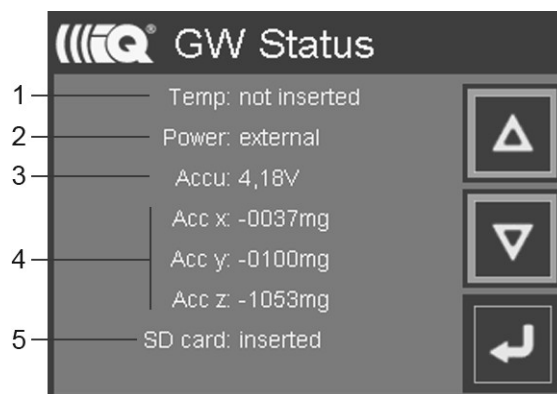 IQ® GW Status
1 Temp: not inserted
2 Power: external
3 Accu: 4,18V
Acc x: -0037mg
4 Acc y: -0100mg
Acc z: -1053mg
5 SD card: inserted